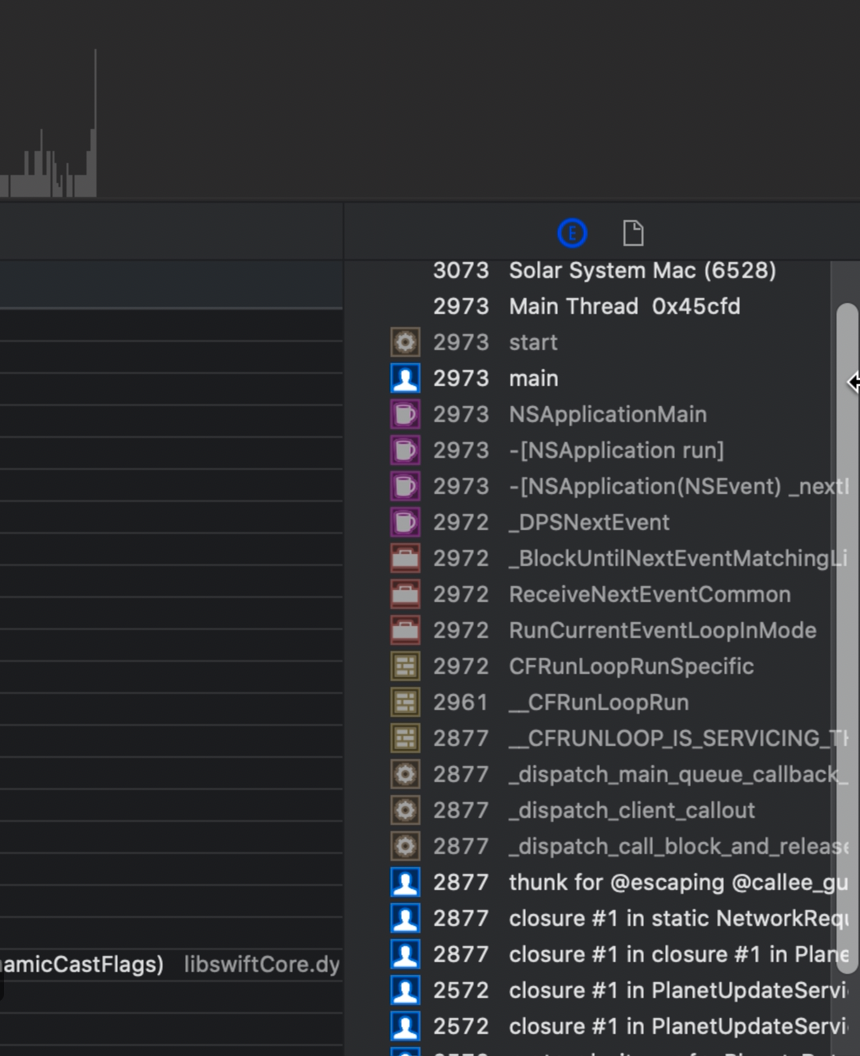 E
3073 Solar System Mac (6528)
2973 Main Thread 0x45cfd
2973 start
2973 main
2973 NSApplicationMain
2973 -[NSApplication run]
2973 -[NSApplication(NSEvent) _nextE
2972 _DPSNextEvent
2972 _BlockUntilNextEventMatchingLi
2972 ReceiveNextEventCommon
2972 RunCurrentEventLoopInMode
2972 CFRunLoopRunSpecific
2961 __CFRunLoopRun
2877 __CFRUNLOOP_IS_SERVICING_TH
2877 _dispatch_main_queue_callback_
2877 _dispatch_client_callout
2877 _dispatch_call_block_and_release
2877 thunk for @escaping @callee_gu
2877 closure #1 in static NetworkRequ
2877 closure #1 in closure #1 in Plane
amicCastFlags) libswiftCore.dy
2572 closure #1 in PlanetUpdateServi
2572 closure #1 in PlanetUpdateServi